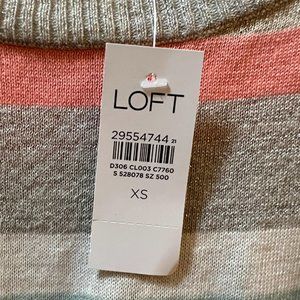 LOFT
29554744 21
D306 CL003 C7760
S 528078 SZ 500
XS